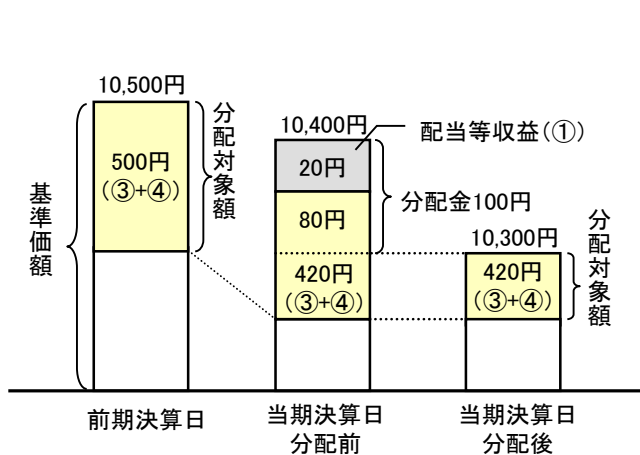 10,500円
500円
(③+④)
分配対象額
基準価額
10,400円
配当等収益(①)
20円
80円
分配金100円
420円
(③+④)
10,300円
420円
(③+④)
分配対象額
前期決算日
当期決算日
分配前
当期決算日
分配後